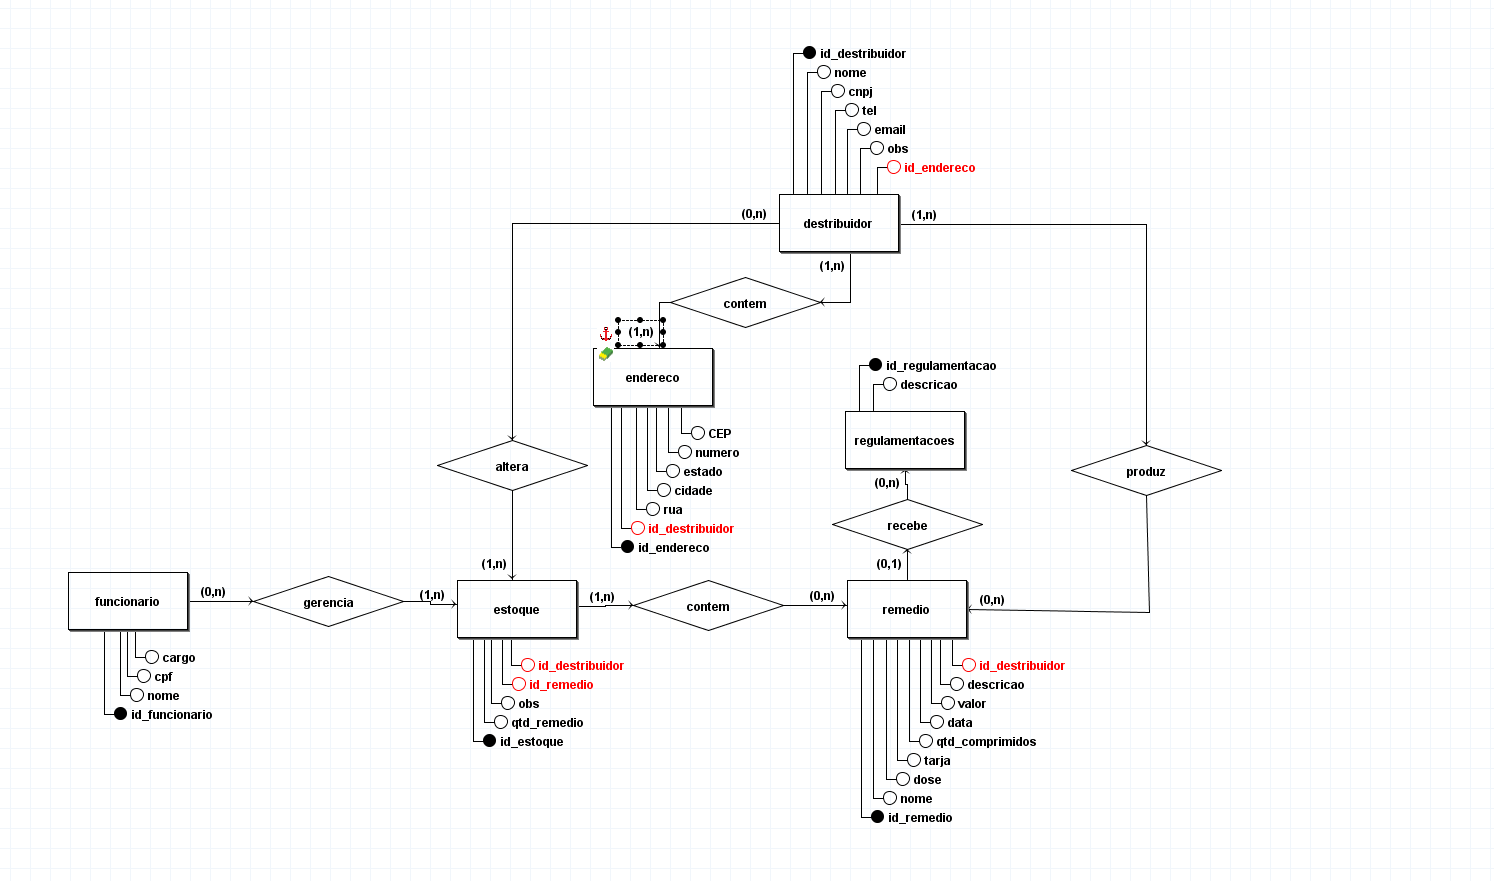 id_destribuidor
nome
cnpj
tel
email
obs
id_endereco
(0,n)
destribuidor
(1,n)
(1,n)
contem
(1,n)
endereco
CEP
numero
estado
cidade
rua
id_destribuidor
id_endereco
id_regulamentacao
descricao
regulamentacoes
(0,n)
recebe
(0,1)
altera
produz
(1,n)
funcionario
(0,n)
gerencia
(1,n)
estoque
(1,n)
contem
(0,n)
remedio
(0,n)
cargo
cpf
nome
id_funcionario
id_destribuidor
id_remedio
obs
qtd_remedio
id_estoque
id_destribuidor
descricao
valor
data
qtd_comprimidos
tarja
dose
nome
id_remedio